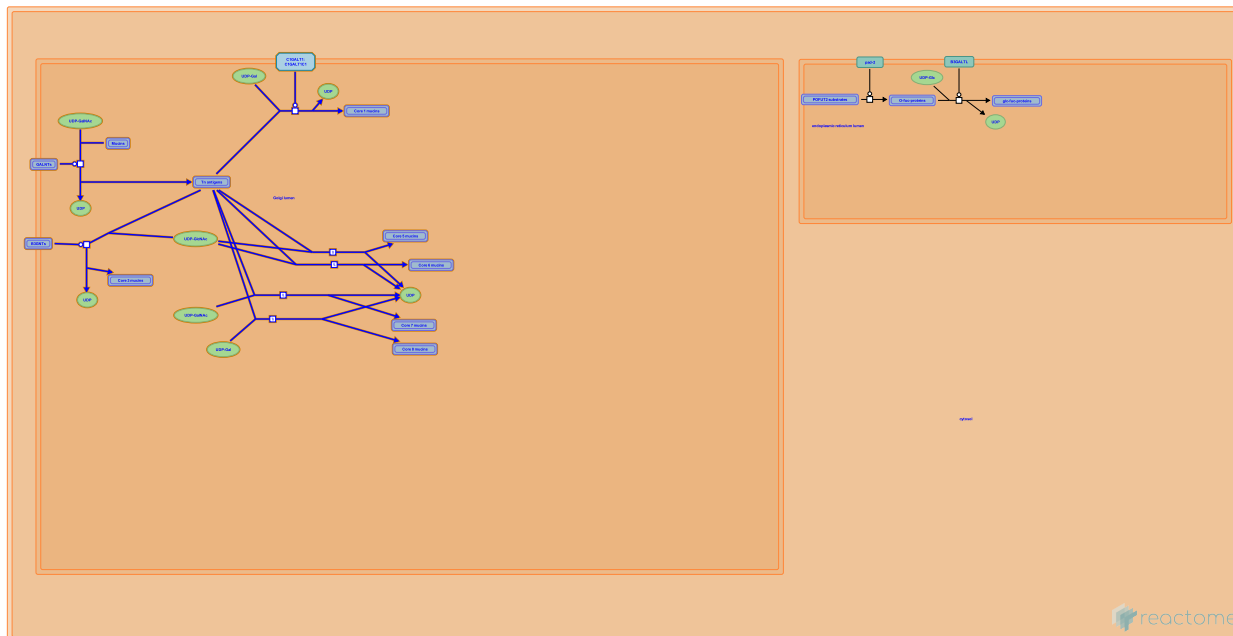 C1GALT1:
C1GALT1C1
UDP-Gal
UDP
Core 1 mucins
UDP-GalNAc
Mucins
GALNTs
Tn antigens
UDP
Golgi lumen
B3GNTs
UDP-GlcNAc
Core 3 mucins
UDP
Core 5 mucins
Core 6 mucins
UDP
UDP-GalNAc
Core 7 mucins
UDP-Gal
Core 8 mucins
pad-2
B3GALTL
UDP-Glc
POFUT2 substrates
O-fuc-proteins
glc-fuc-proteins
UDP
endoplasmic reticulum lumen
cytosol
reactome